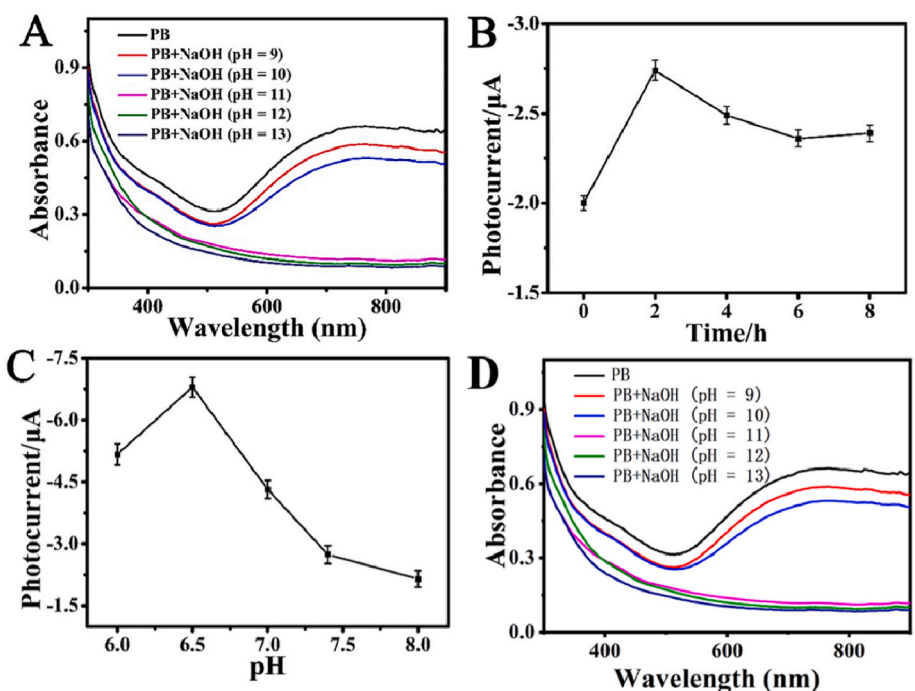 A
PB
PB+NaOH (pH = 9)
PB+NaOH (pH = 10)
PB+NaOH (pH = 11)
PB+NaOH (pH = 12)
PB+NaOH (pH = 13)
0.9
0.6
0.3
0.0
Absorbance
400
600
800
Wavelength (nm)
B
-3.0
-2.5
-2.0
-1.5
Photocurrent/μA
0
2
4
6
8
Time/h
C
-7.5
-6.0
-4.5
-3.0
-1.5
Photocurrent/μA
6.0
6.5
7.0
7.5
8.0
pH
D
PB
PB+NaOH (pH = 9)
PB+NaOH (pH = 10)
PB+NaOH (pH = 11)
PB+NaOH (pH = 12)
PB+NaOH (pH = 13)
0.9
0.6
0.3
0.0
Absorbance
400
600
800
Wavelength (nm)